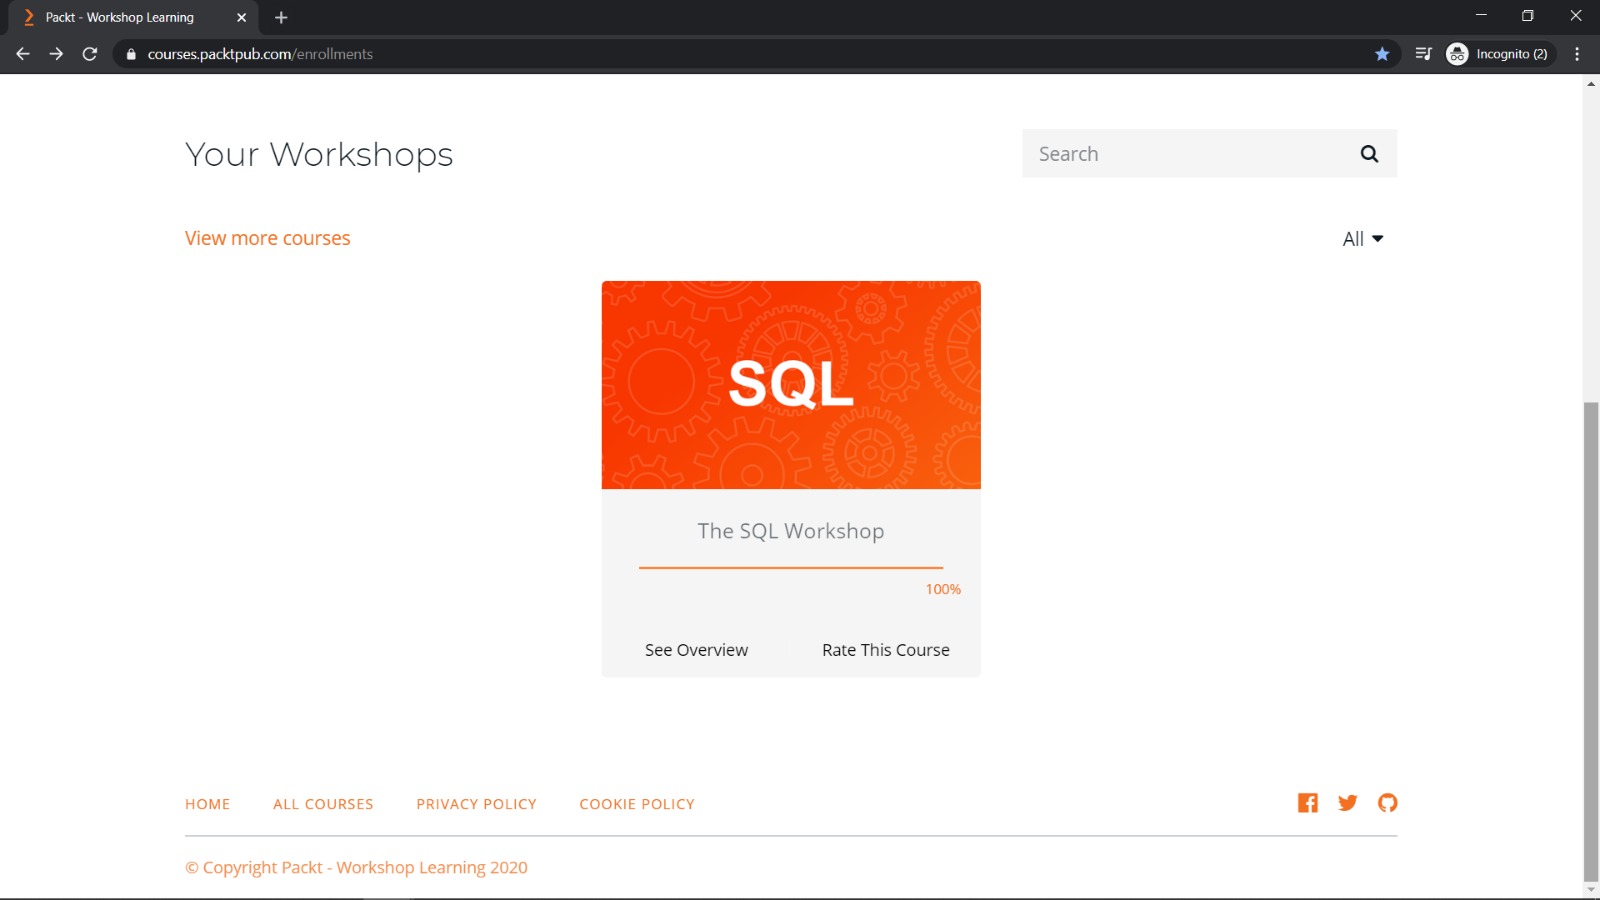 Packt - Workshop Learning
courses.packtpub.com/enrollments
Incognito (2)
Your Workshops
Search
View more courses
All
SQL
The SQL Workshop
100%
See Overview
Rate This Course
HOME
ALL COURSES
PRIVACY POLICY
COOKIE POLICY
© Copyright Packt - Workshop Learning 2020